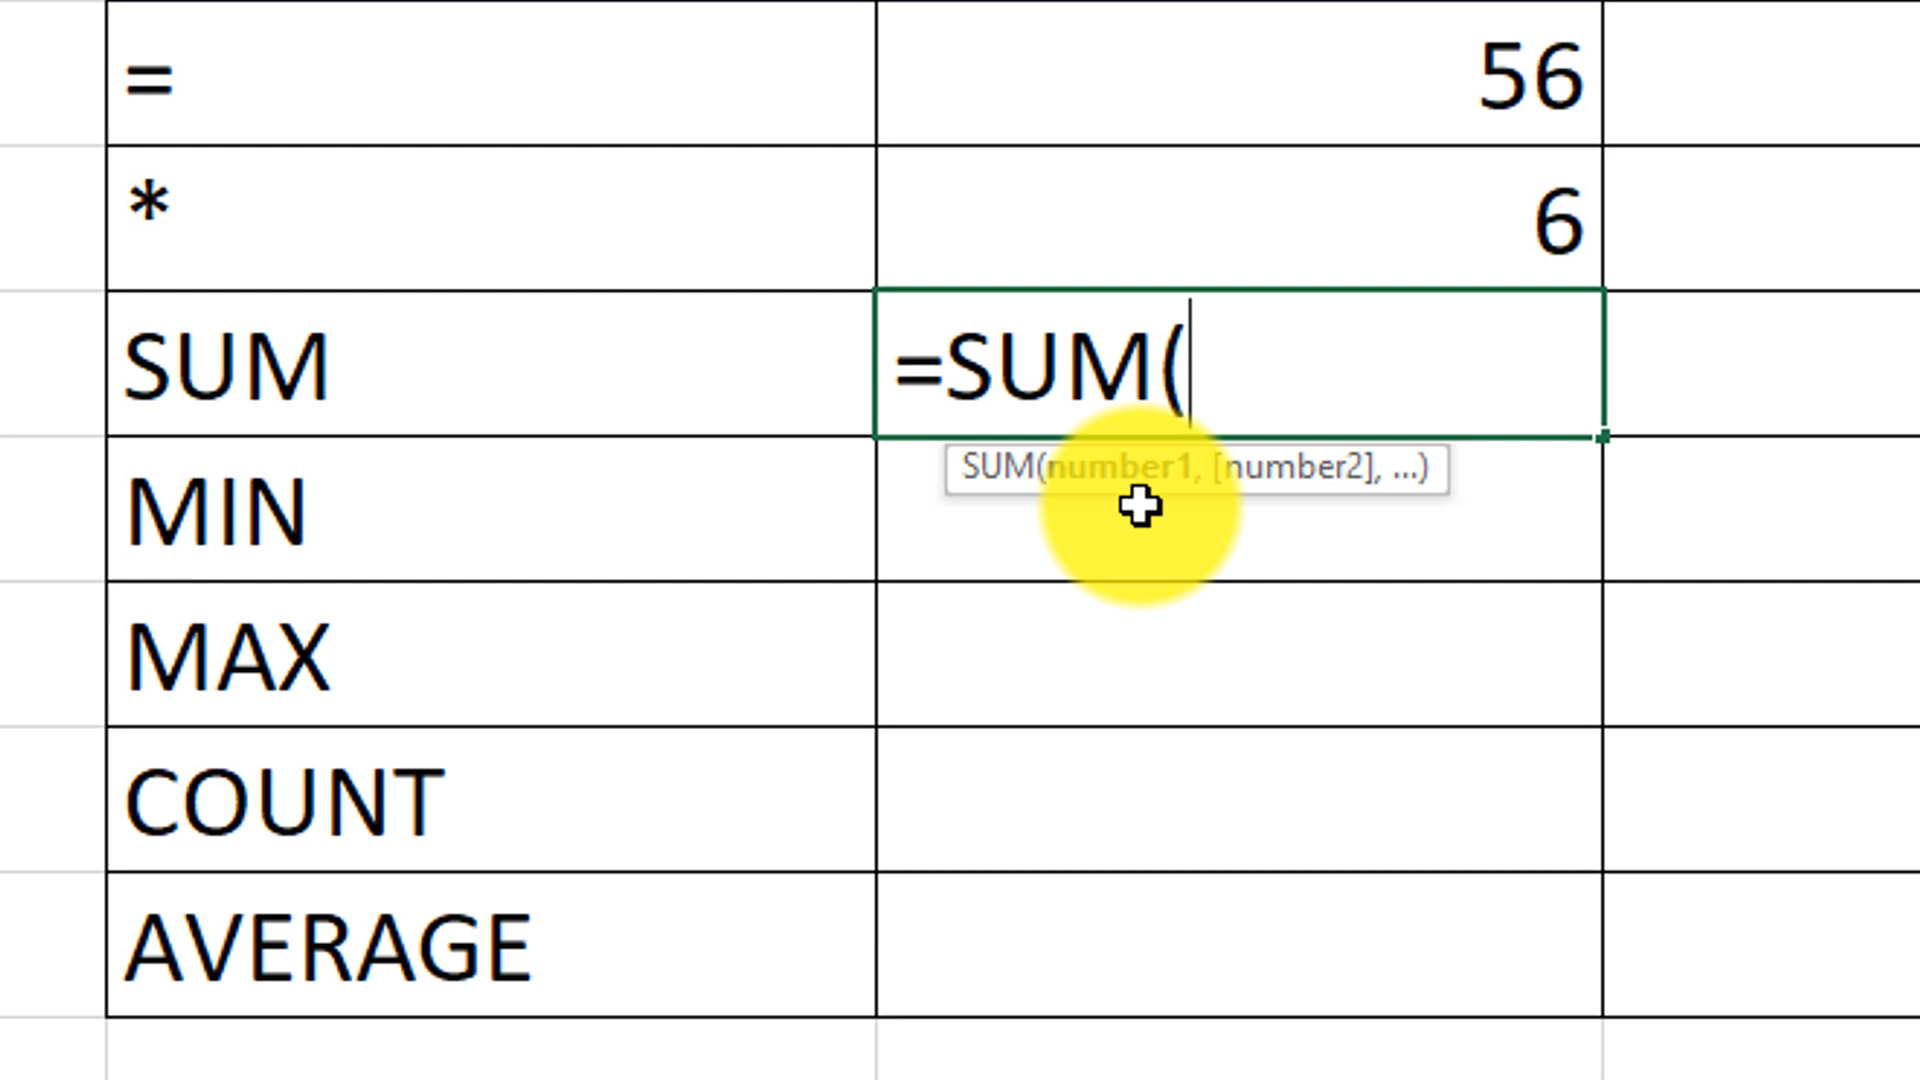 = 56
* 6
SUM =SUM(
SUM(number1, [number2], ...)
MIN
MAX
COUNT
AVERAGE